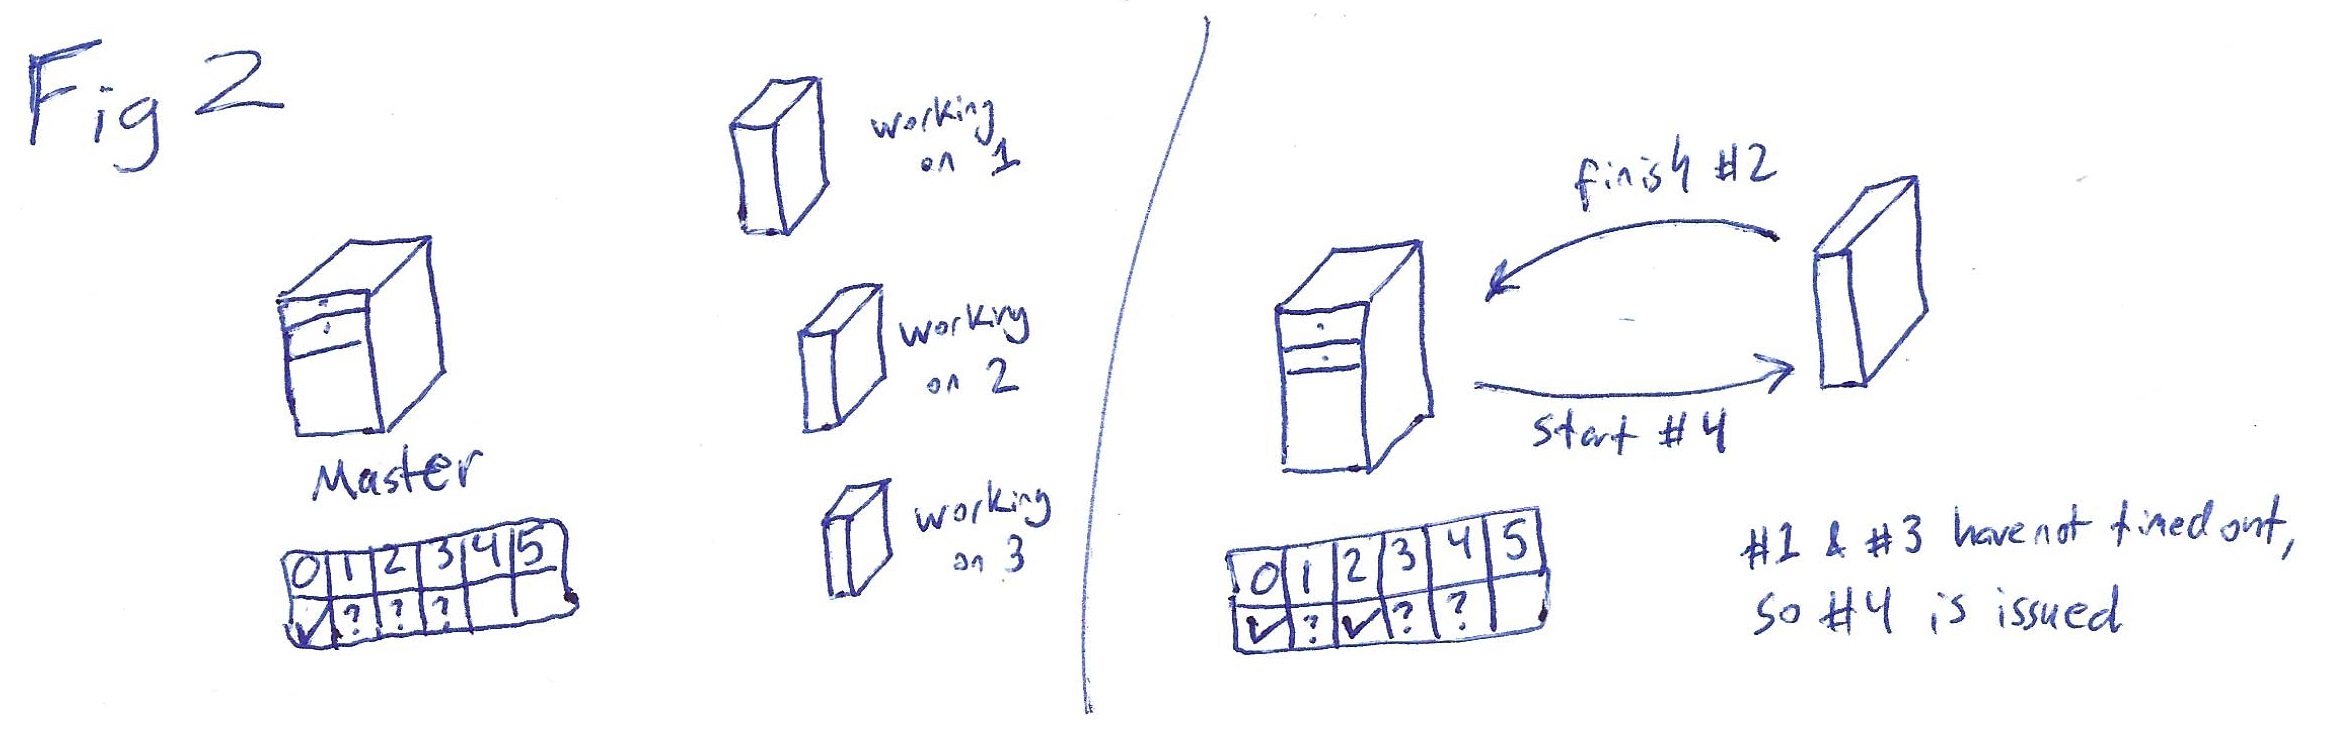 Fig 2
working
on 1
working
on 2
working
on 3
Master
0 1 2 3 4 5
✓ ? ? ?
finish #2
start #4
0 1 2 3 4 5
✓ ? ✓ ? ?
#1 & #3 have not timed out,
so #4 is issued